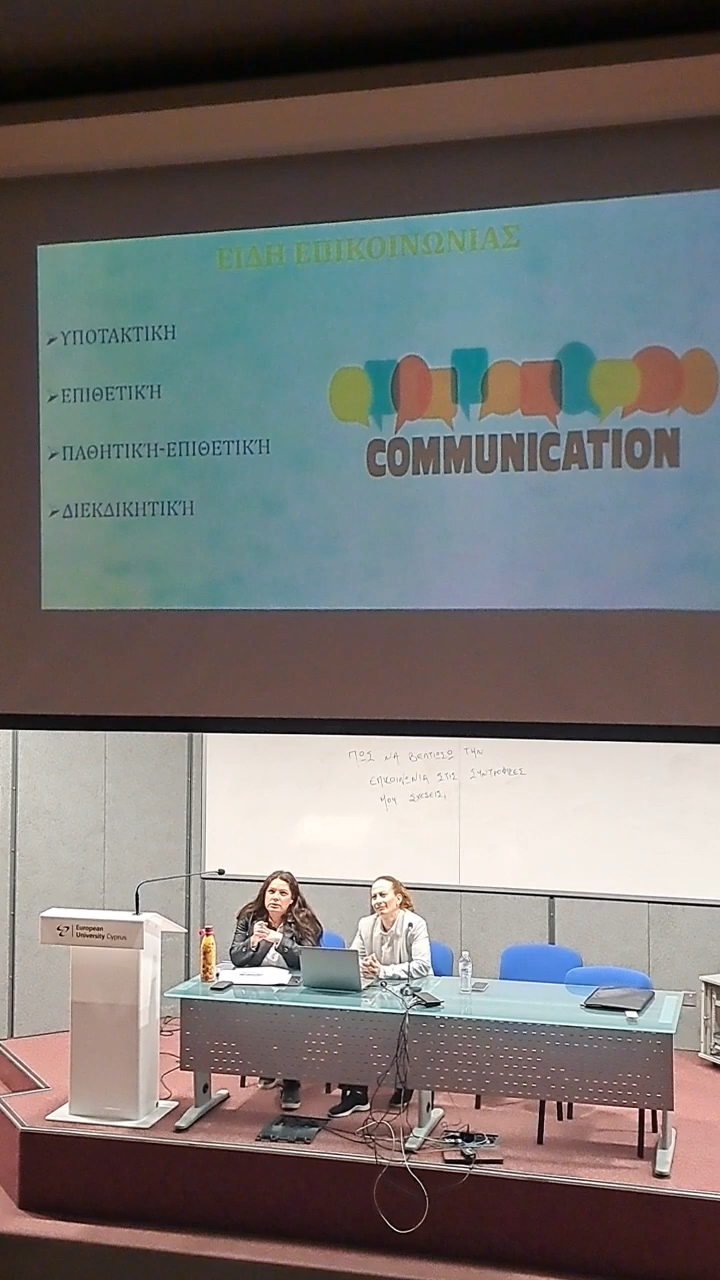 ΕΙΔΗ ΕΠΙΚΟΙΝΩΝΙΑΣ
➢ΥΠΟΤΑΚΤΙΚΗ
➢ΕΠΙΘΕΤΙΚΉ
➢ΠΑΘΗΤΙΚΉ-ΕΠΙΘΕΤΙΚΉ
➢ΔΙΕΚΔΙΚΗΤΙΚΉ
COMMUNICATION
ΠΩΣ ΝΑ ΒΕΛΤΙΩΣΩ ΤΗΝ
ΕΠΙΚΟΙΝΩΝΙΑ ΣΤΙΣ ΣΥΝΤΡΟΦΙΚΕΣ
ΜΟΥ ΣΧΕΣΕΙΣ;
European
University Cyprus